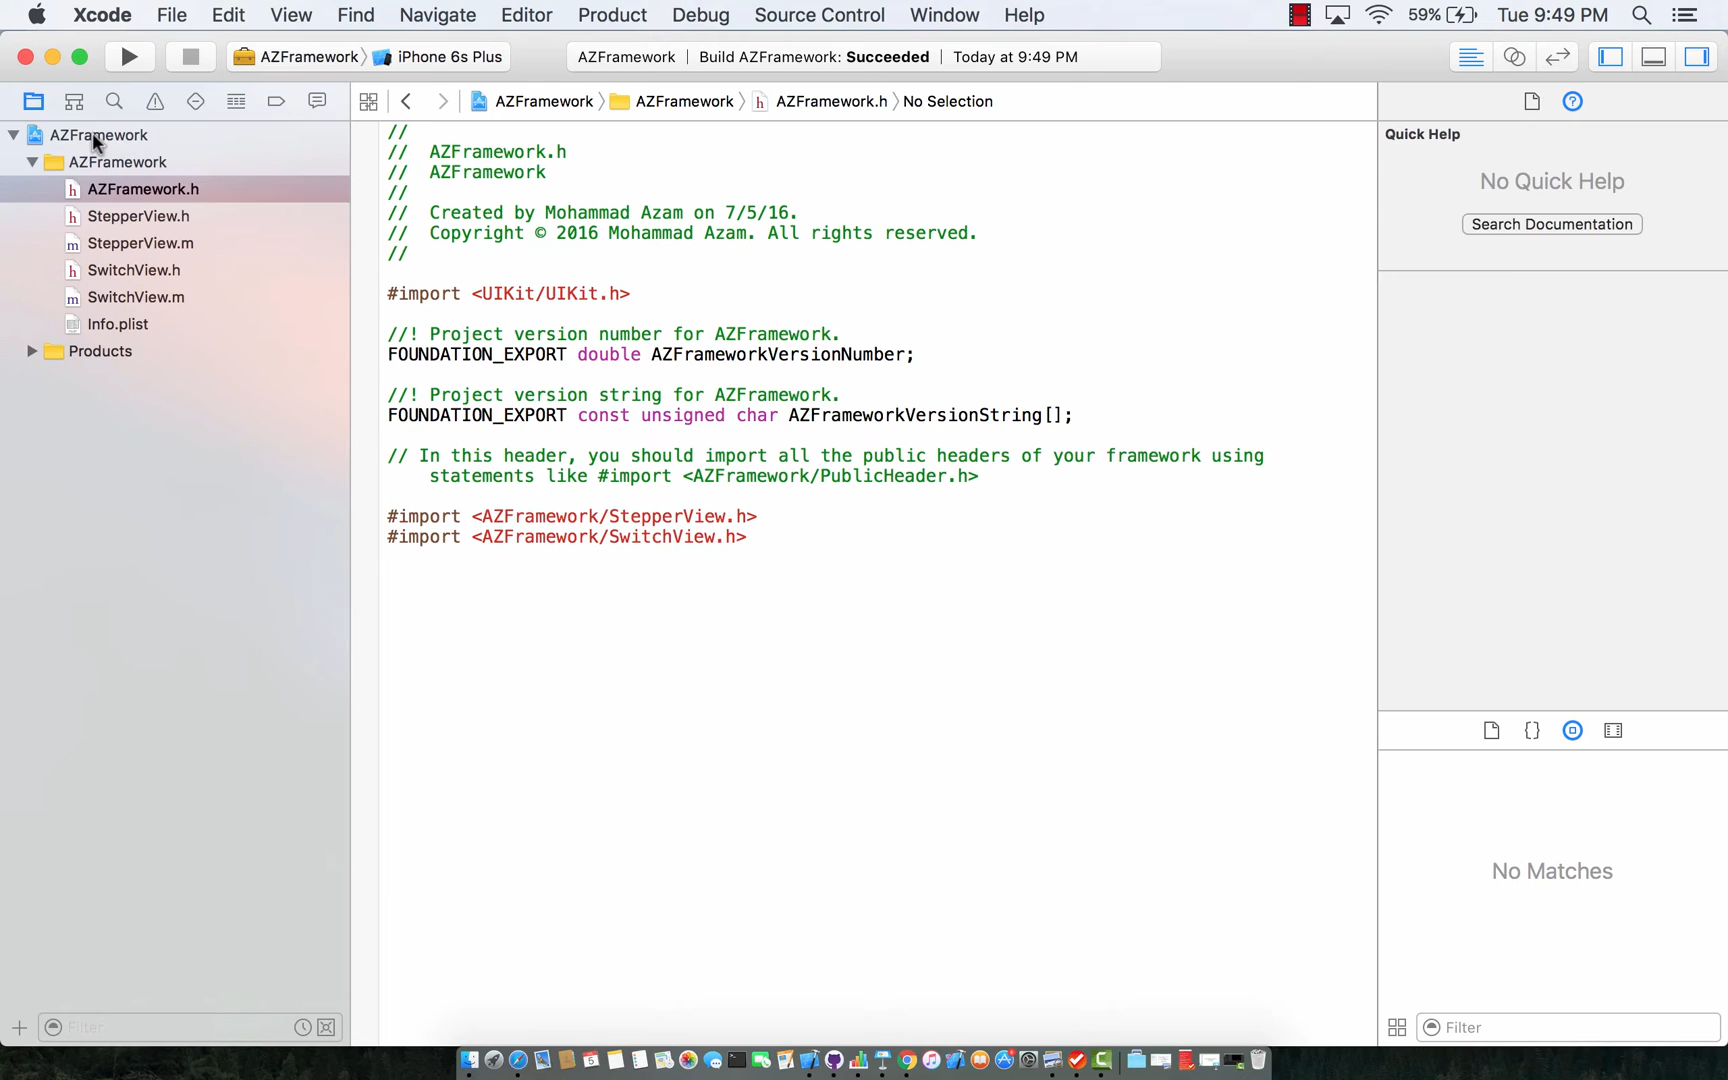 Xcode File Edit View Find Navigate Editor Product Debug Source Control Window Help 59% Tue 9:49 PM
AZFramework iPhone 6s Plus AZFramework | Build AZFramework: Succeeded | Today at 9:49 PM
AZFramework AZFramework AZFramework.h No Selection
AZFramework
AZFramework
AZFramework.h
StepperView.h
StepperView.m
SwitchView.h
SwitchView.m
Info.plist
Products
Filter
//
// AZFramework.h
// AZFramework
//
// Created by Mohammad Azam on 7/5/16.
// Copyright © 2016 Mohammad Azam. All rights reserved.
//
#import <UIKit/UIKit.h>
//! Project version number for AZFramework.
FOUNDATION_EXPORT double AZFrameworkVersionNumber;
//! Project version string for AZFramework.
FOUNDATION_EXPORT const unsigned char AZFrameworkVersionString[];
// In this header, you should import all the public headers of your framework using
statements like #import <AZFramework/PublicHeader.h>
#import <AZFramework/StepperView.h>
#import <AZFramework/SwitchView.h>
Quick Help
No Quick Help
Search Documentation
No Matches
Filter